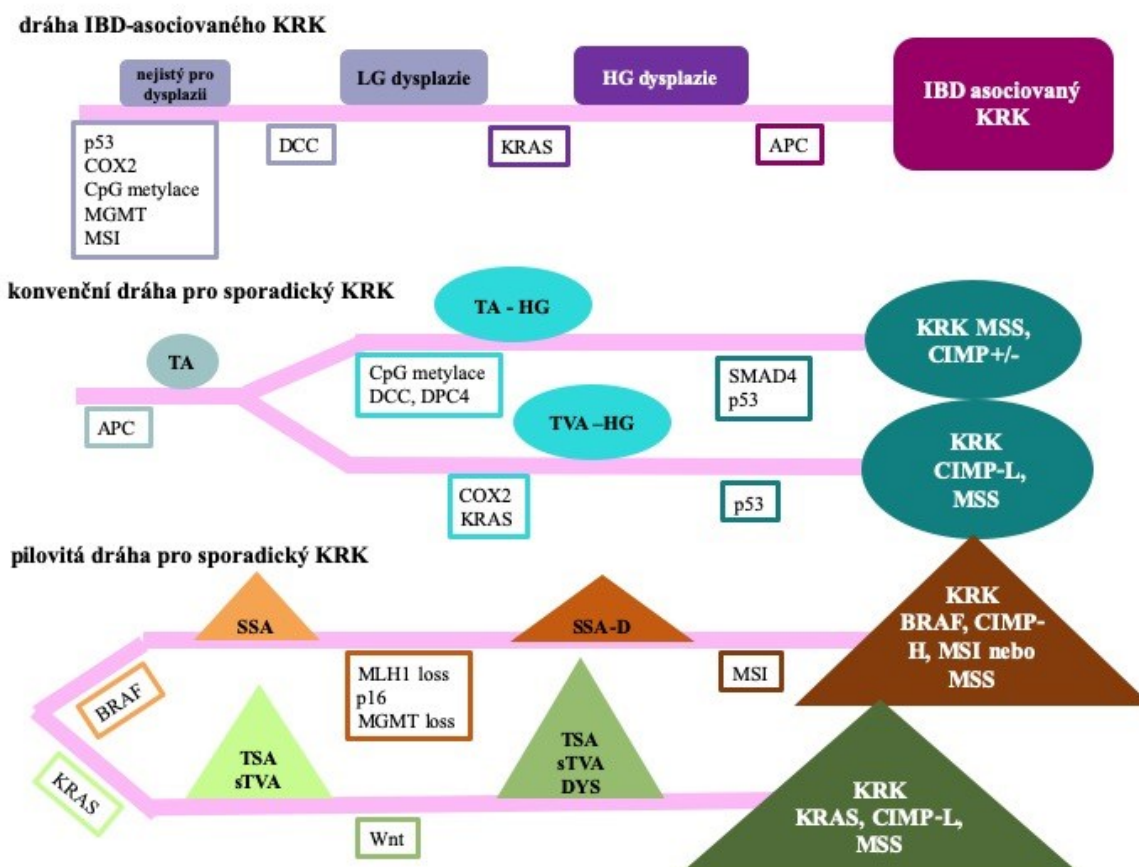 dráha IBD-asociovaného KRK
nejistý pro
dysplazii
LG dysplazie
HG dysplazie
IBD asociovaný
KRK
p53
COX2
CpG metylace
MGMT
MSI
DCC
KRAS
APC
konvenční dráha pro sporadický KRK
TA
TA - HG
KRK MSS,
CIMP+/-
APC
CpG metylace
DCC, DPC4
SMAD4
p53
TVA –HG
KRK
CIMP-L,
MSS
COX2
KRAS
p53
pilovitá dráha pro sporadický KRK
SSA
SSA-D
KRK
BRAF, CIMP-
H, MSI nebo
MSS
BRAF
MLH1 loss
p16
MGMT loss
MSI
KRAS
TSA
sTVA
TSA
sTVA
DYS
KRK
KRAS, CIMP-L,
MSS
Wnt